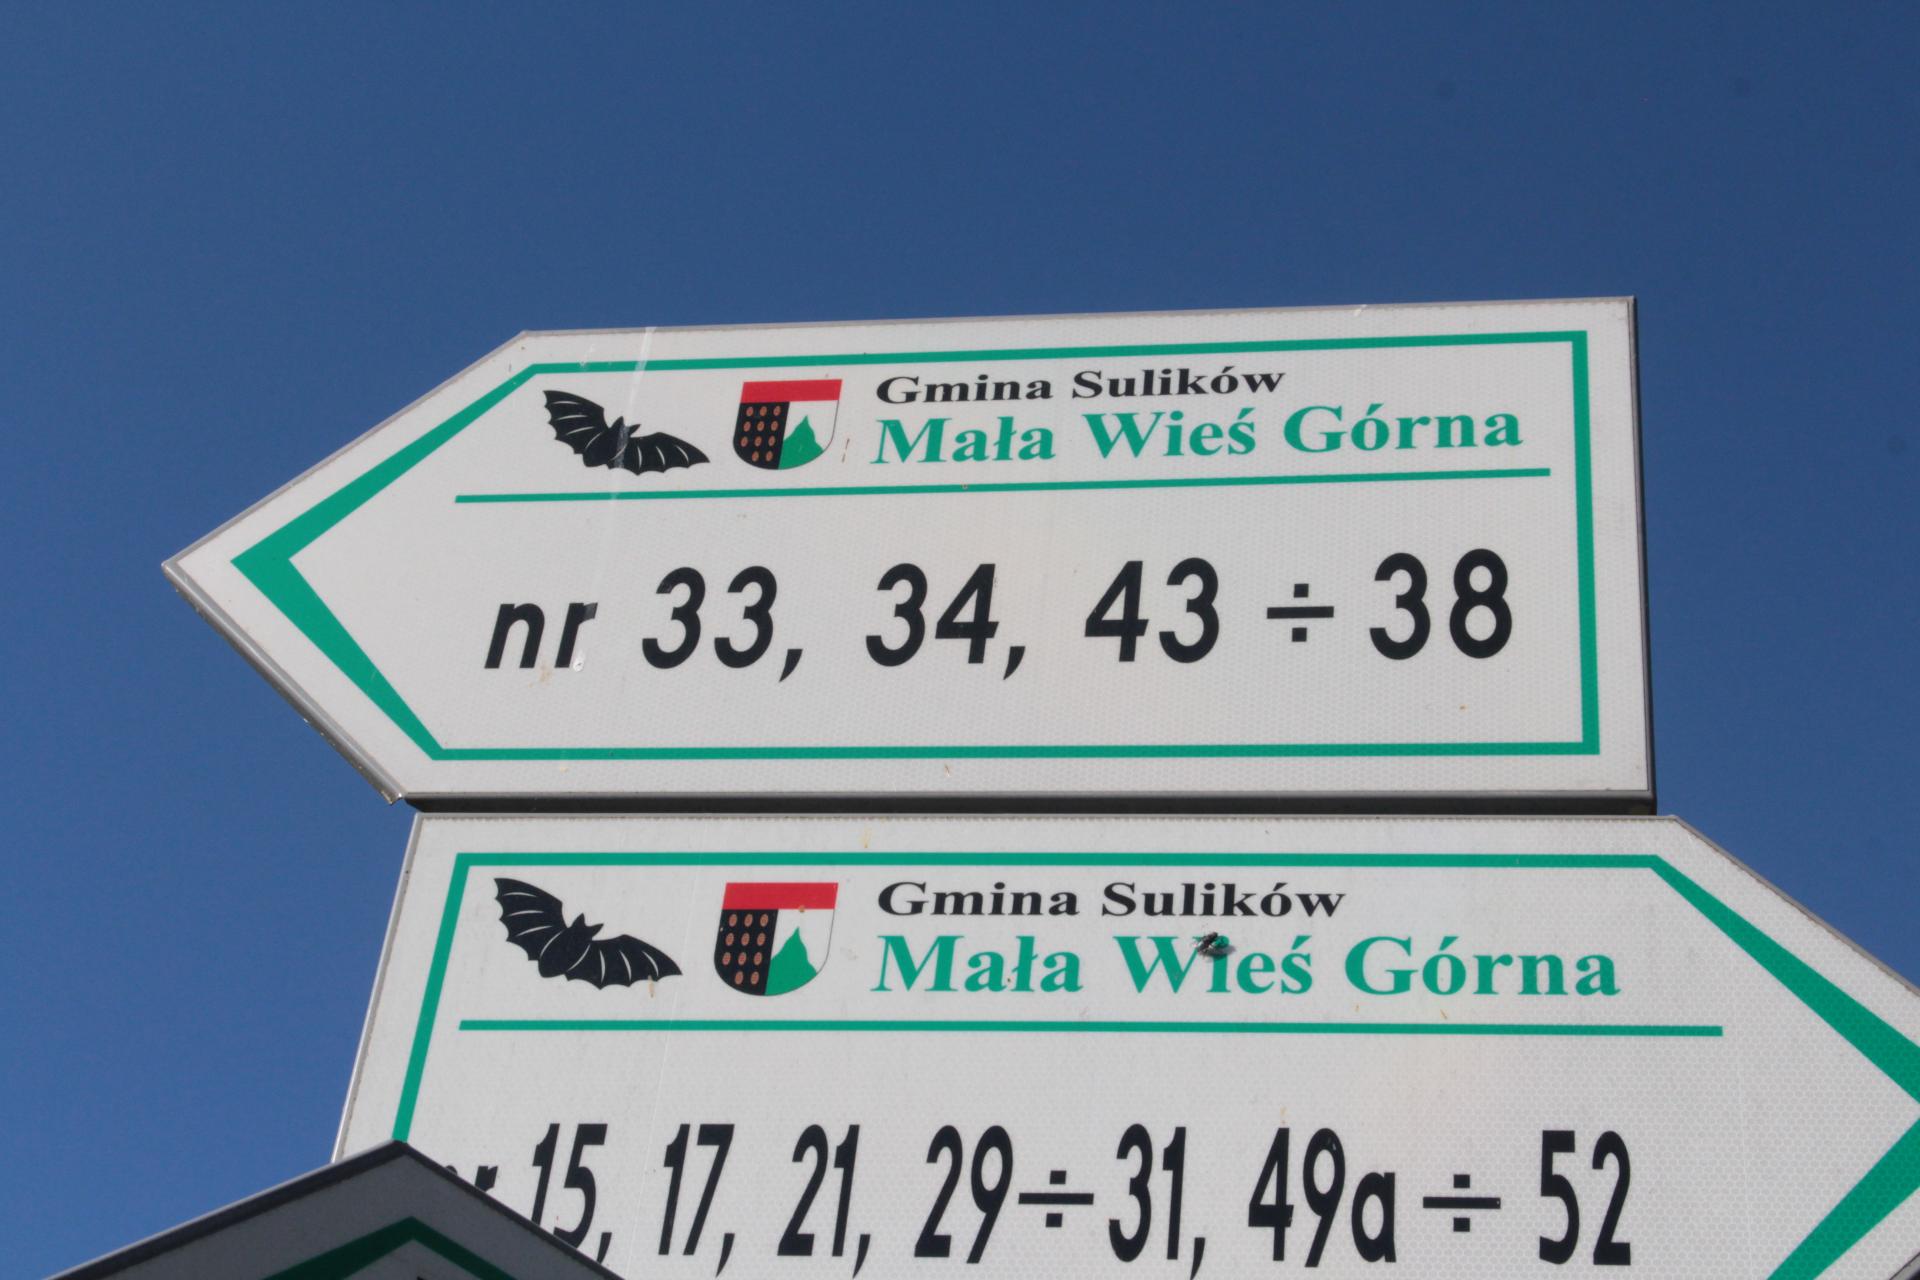 Gmina Sulików
Mała Wieś Górna
nr 33, 34, 43 ÷ 38
Gmina Sulików
Mała Wieś Górna
nr 15, 17, 21, 29÷31, 49a ÷ 52